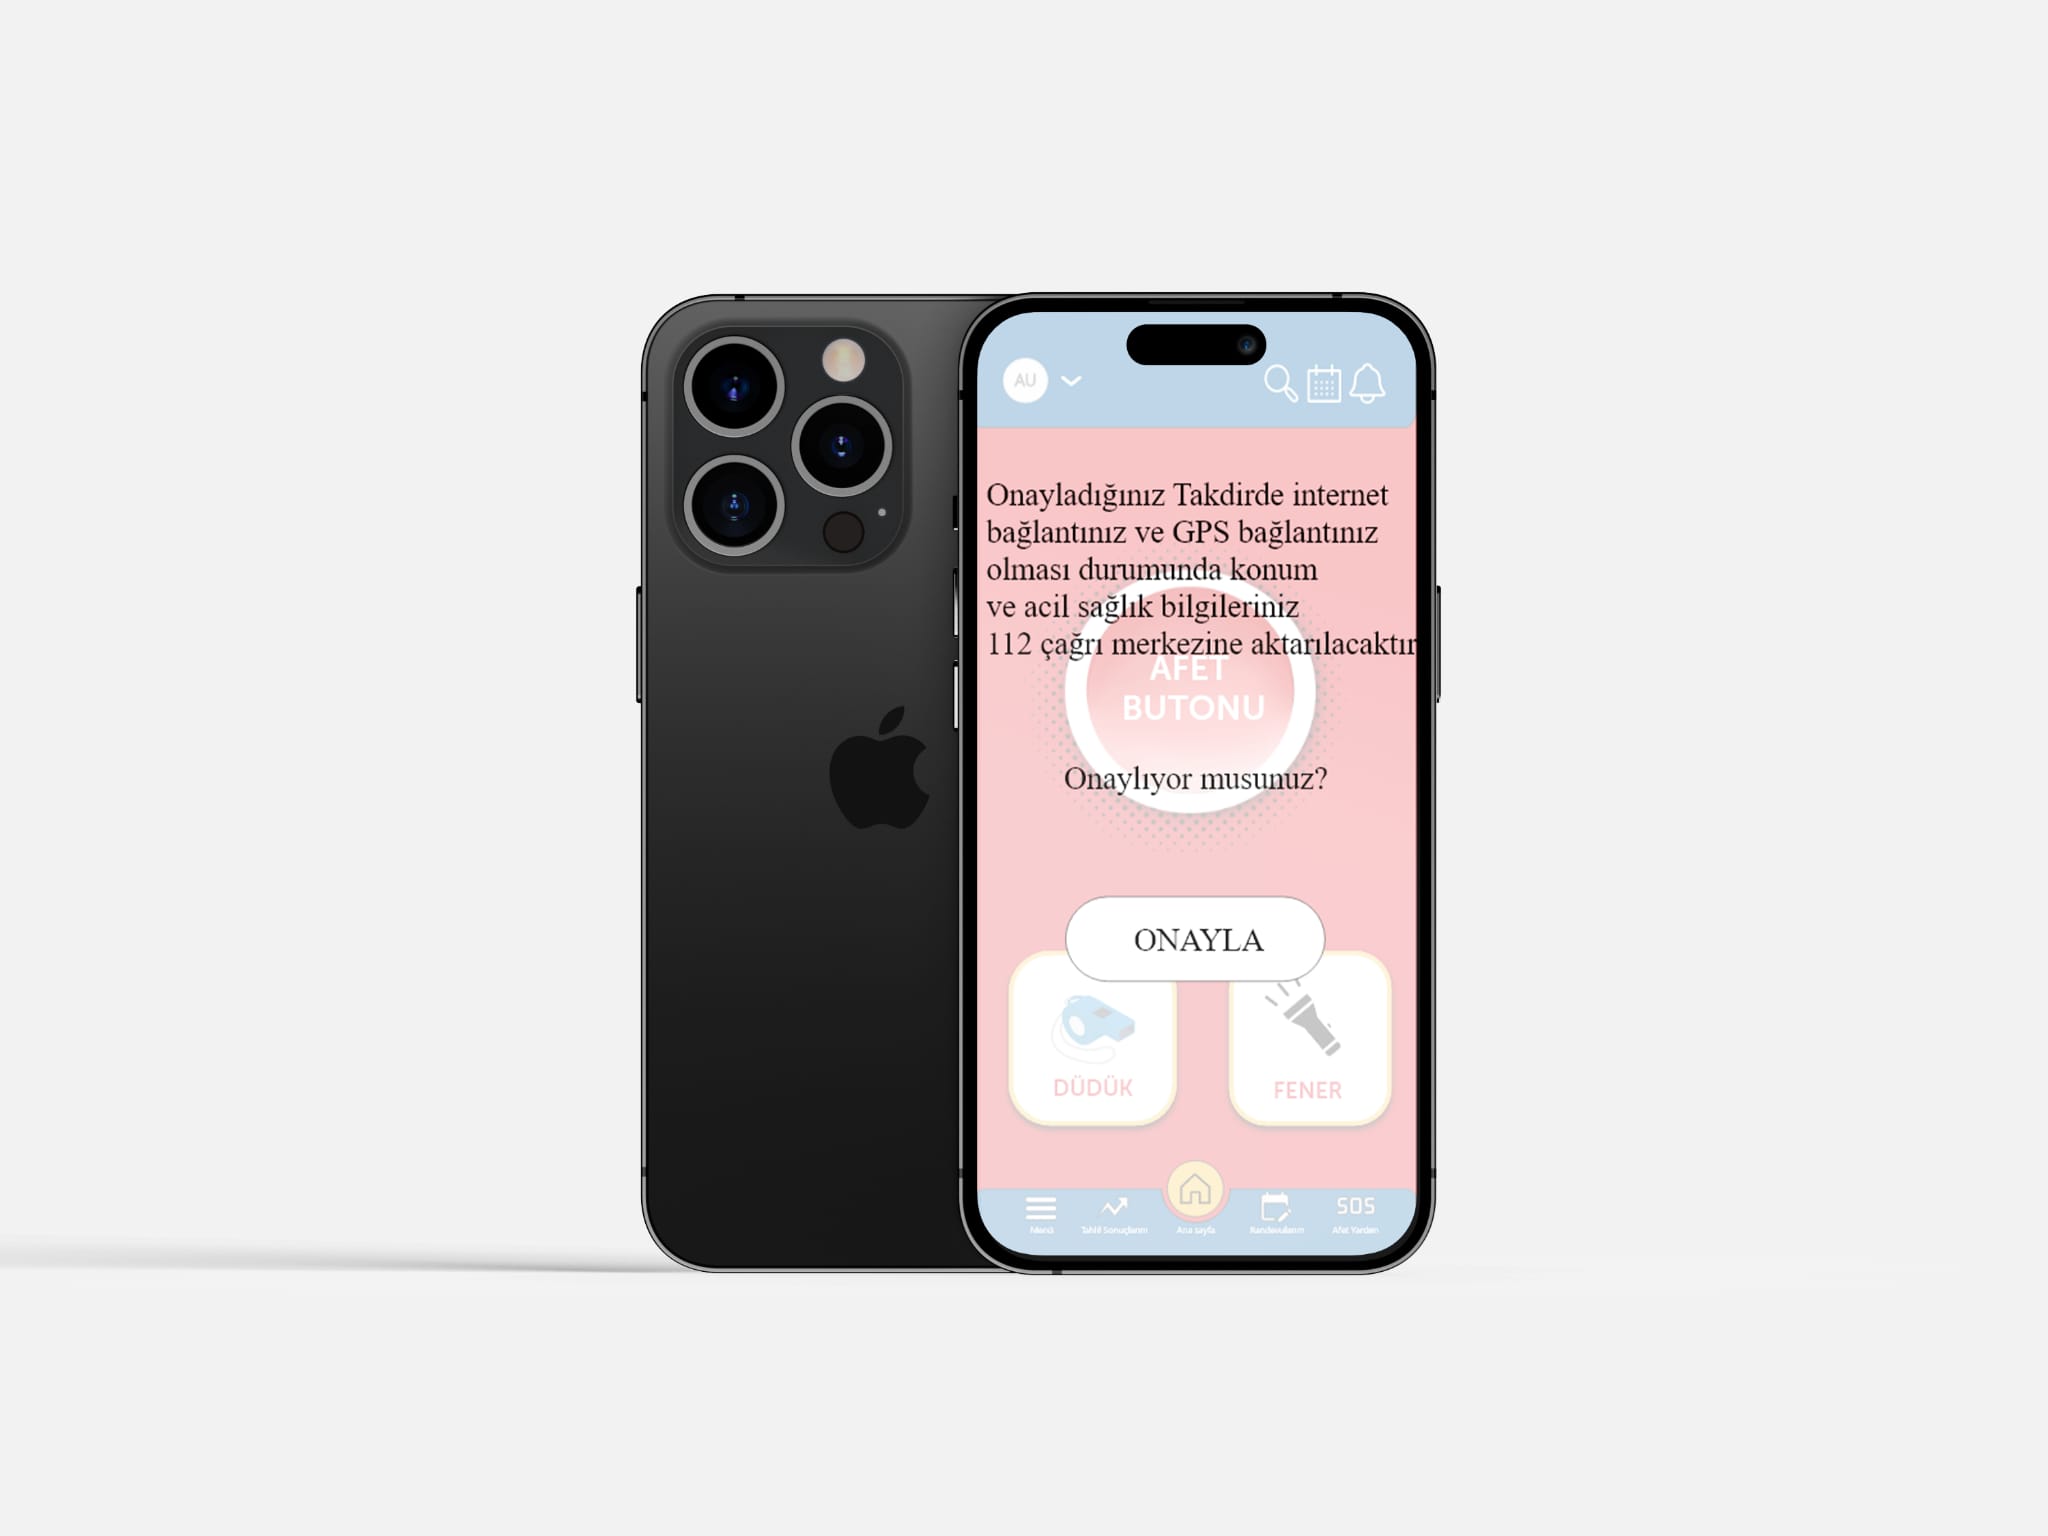 AU
Onayladığınız Takdirde internet
bağlantınız ve GPS bağlantınız
olması durumunda konum
ve acil sağlık bilgileriniz
112 çağrı merkezine aktarılacaktır
AFET
BUTONU
Onaylıyor musunuz?
ONAYLA
DÜDÜK
FENER
SOS
Menü
Tahlil Sonuçlarım
Ana sayfa
Randevularım
Afet Yardım